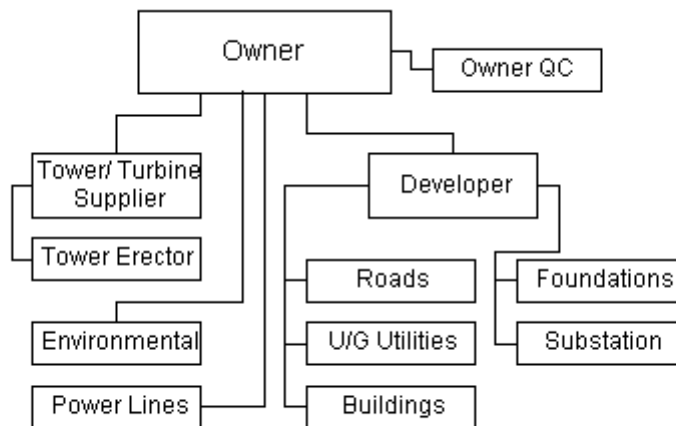 Owner
Owner QC
Tower/ Turbine
Supplier
Developer
Tower Erector
Roads
Foundations
Environmental
U/G Utilities
Substation
Power Lines
Buildings